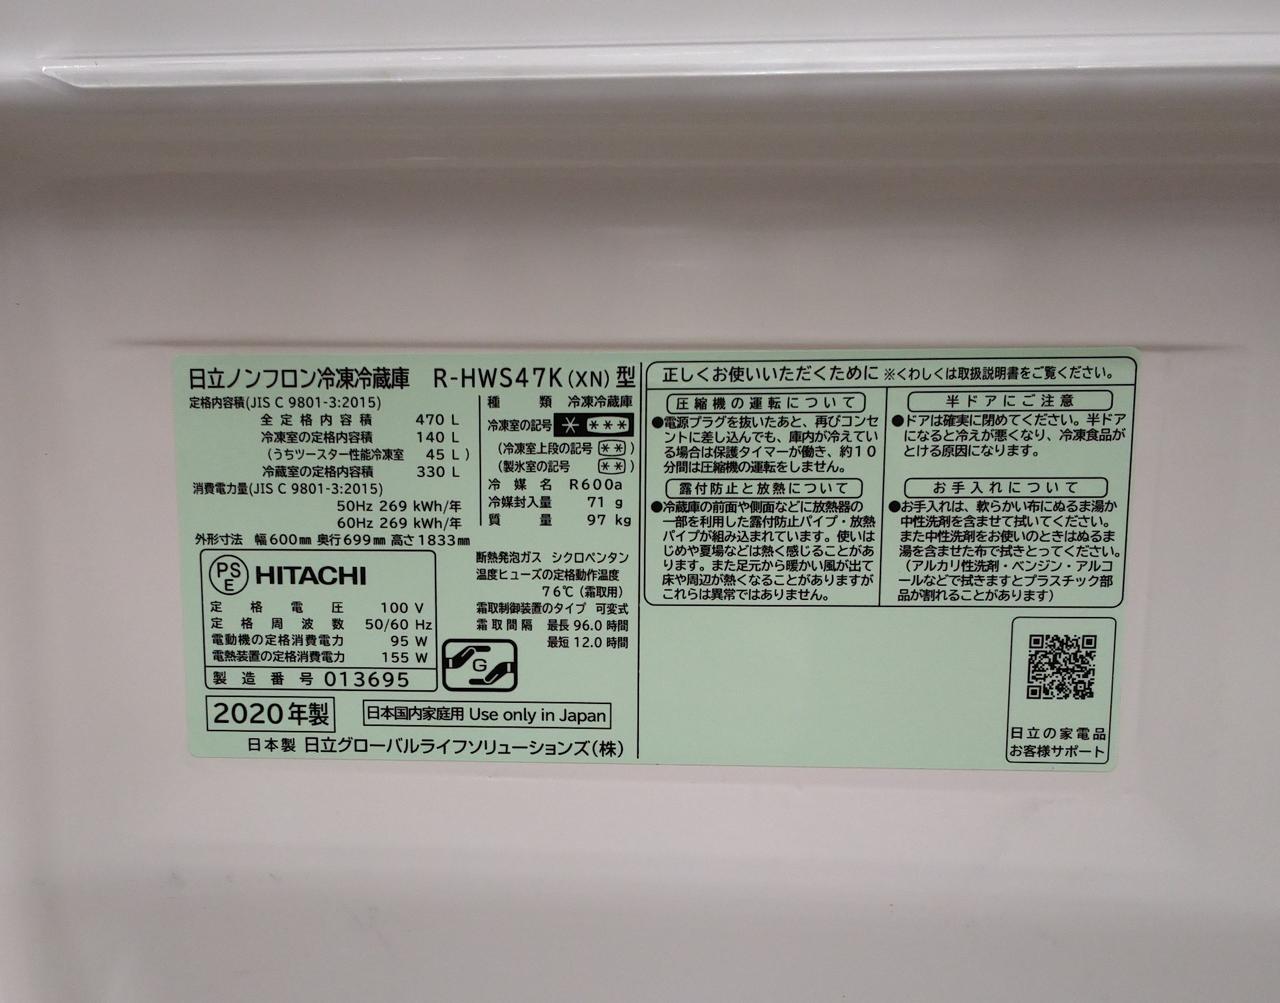 日立ノンフロン冷凍冷蔵庫 R-HWS47K(XN)型
定格内容積(JIS C 9801-3:2015)
全定格内容積 470 L
冷凍室の定格内容積 140 L
(うちツースター性能冷凍室 45 L)
冷蔵室の定格内容積 330 L
消費電力量(JIS C 9801-3:2015)
50Hz 269 kWh/年
60Hz 269 kWh/年
外形寸法 幅600mm 奥行699mm 高さ1833mm
種類 冷凍冷蔵庫
冷凍室の記号 * ***
(冷凍室上段の記号 **)
(製氷室の記号 **)
冷媒名 R600a
冷媒封入量 71 g
質量 97 kg
PS
E
HITACHI
定格電圧 100 V
定格周波数 50/60 Hz
電動機の定格消費電力 95 W
電熱装置の定格消費電力 155 W
製造番号 013695
断熱発泡ガス シクロペンタン
温度ヒューズの定格動作温度
76℃(霜取用)
霜取制御装置のタイプ 可変式
霜取間隔 最長 96.0 時間
最短 12.0 時間
G
2020年製
日本国内家庭用 Use only in Japan
日本製 日立グローバルライフソリューションズ(株)
正しくお使いいただくために ※くわしくは取扱説明書をご覧ください。
圧縮機の運転について
●電源プラグを抜いたあと、再びコンセ
ントに差し込んでも、庫内が冷えてい
る場合は保護タイマーが働き、約10
分間は圧縮機の運転をしません。
露付防止と放熱について
●冷蔵庫の前面や側面などに放熱器の
一部を利用した露付防止パイプ・放熱
パイプが組み込まれています。使いは
じめや夏場などは熱く感じることがあ
ります。また足元から暖かい風が出て
床や周辺が熱くなることがありますが
これらは異常ではありません。
半ドアにご注意
●ドアは確実に閉めてください。半ドア
になると冷えが悪くなり、冷凍食品が
とける原因になります。
お手入れについて
●お手入れは、軟らかい布にぬるま湯か
中性洗剤を含ませて拭いてください。
また中性洗剤をお使いのときはぬるま
湯を含ませた布で拭きとってください。
(アルカリ性洗剤・ベンジン・アルコ
ールなどで拭きますとプラスチック部
品が割れることがあります)
日立の家電品
お客様サポート